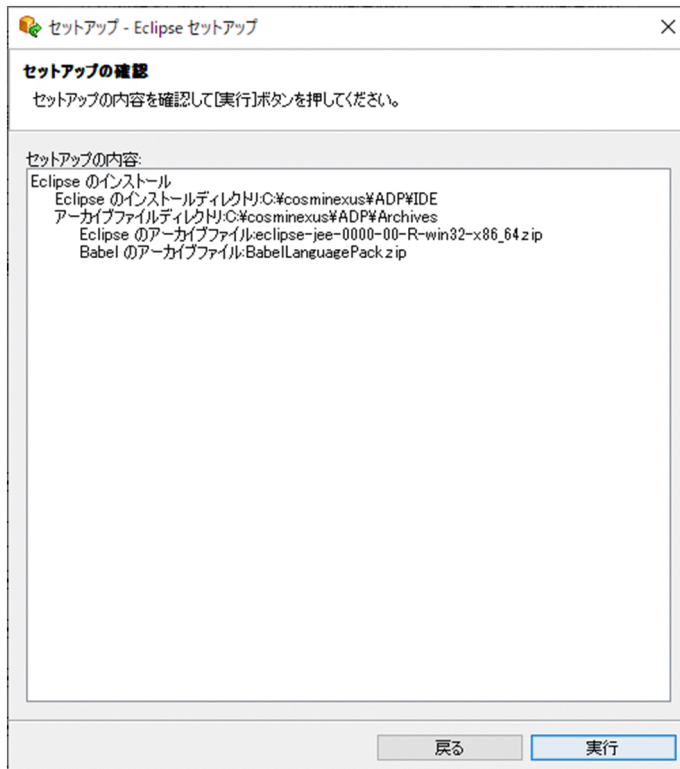 セットアップ - Eclipse セットアップ
セットアップの確認
セットアップの内容を確認して[実行]ボタンを押してください。
セットアップの内容:
Eclipse のインストール
Eclipse のインストールディレクトリ:C:¥cosminexus¥ADP¥IDE
アーカイブファイルディレクトリ:C:¥cosminexus¥ADP¥Archives
Eclipse のアーカイブファイル:eclipse-jee-0000-00-R-win32-x86_64.zip
Babel のアーカイブファイル:BabelLanguagePack.zip
戻る
実行